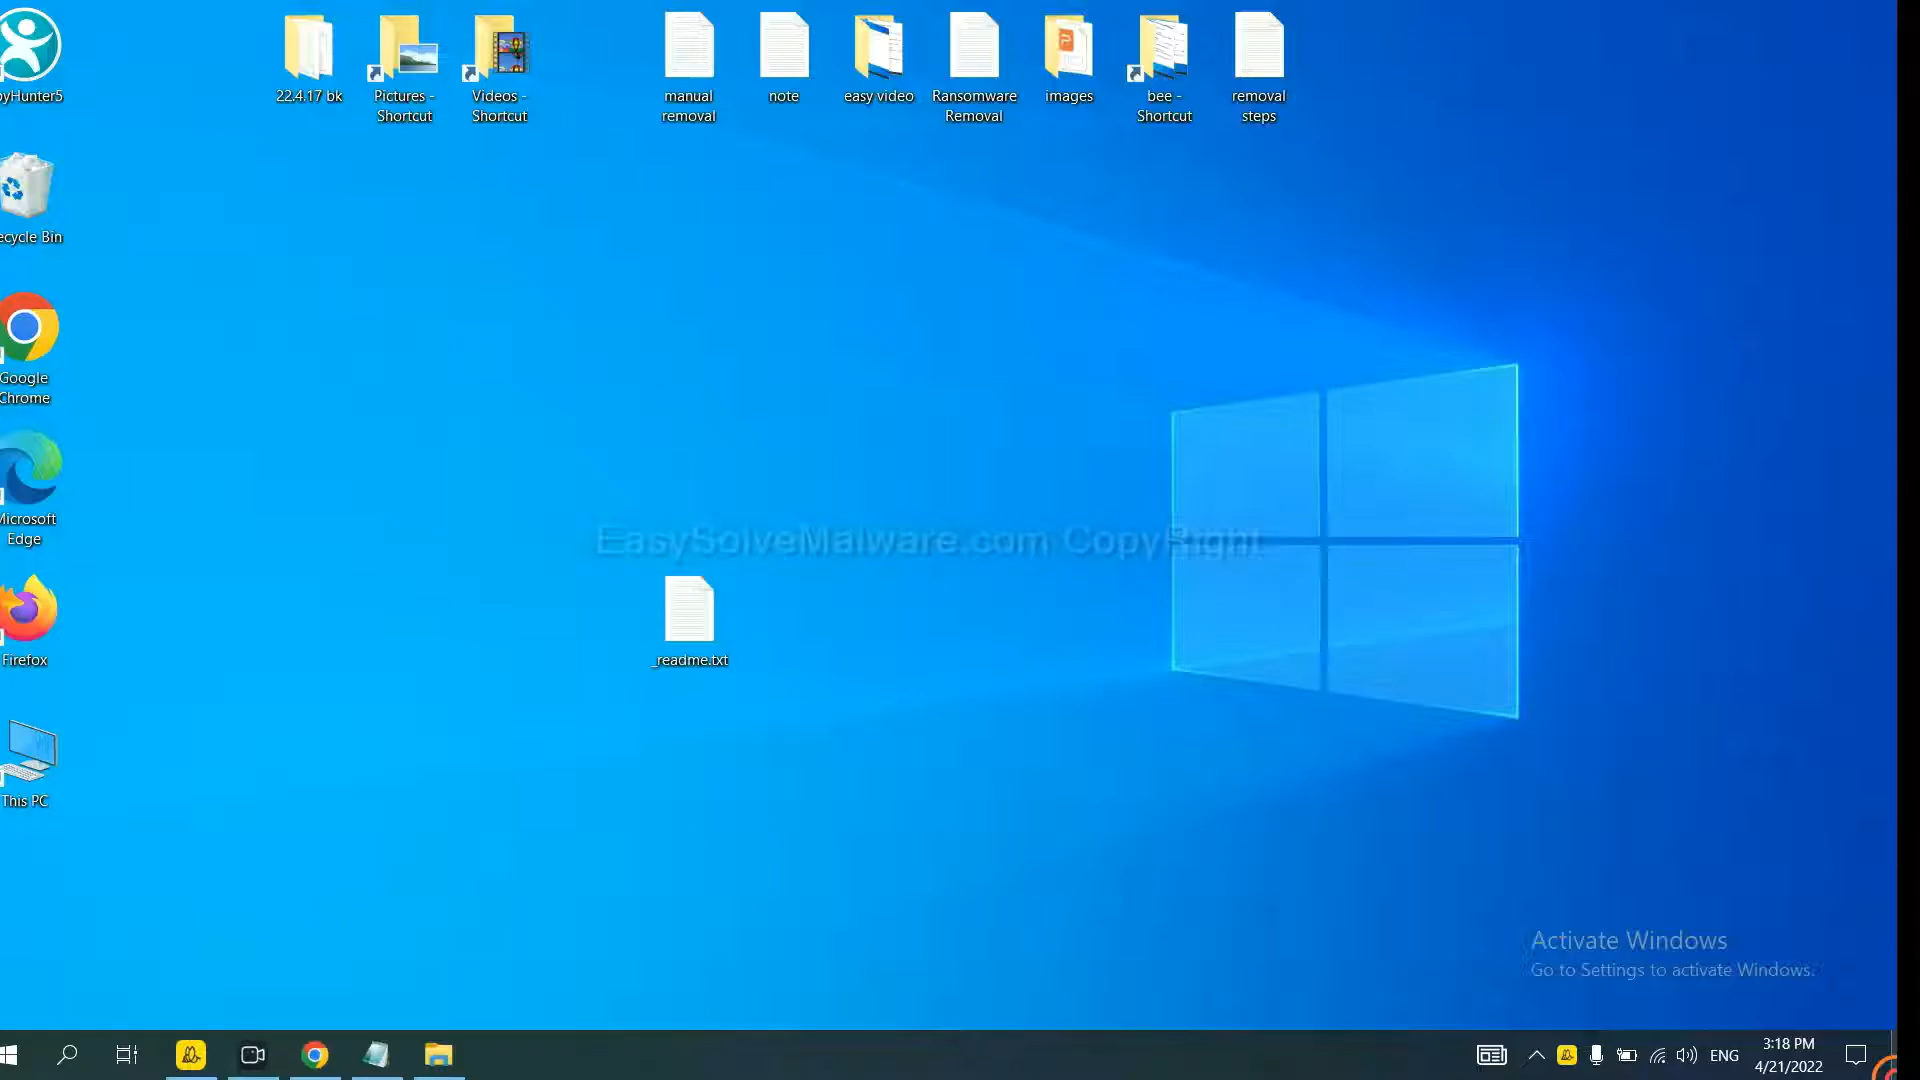 pyHunter5
22.4.17 bk
Pictures -
Shortcut
Videos -
Shortcut
manual
removal
note
easy video
Ransomware
Removal
images
bee -
Shortcut
removal
steps
ecycle Bin
Google
Chrome
Microsoft
Edge
EasySolveMalware.com CopyRight
_readme.txt
Firefox
This PC
Activate Windows
Go to Settings to activate Windows.
ENG
3:18 PM
4/21/2022